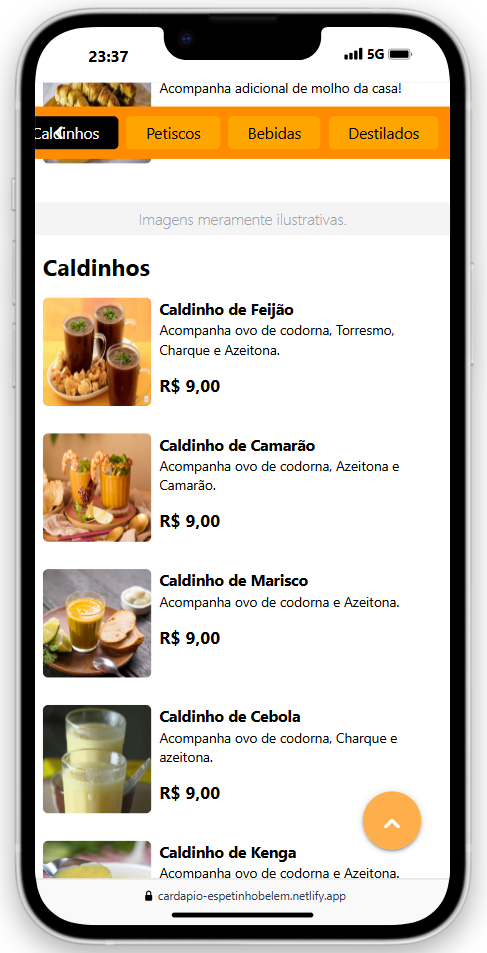 23:37
5G
Acompanha adicional de molho da casa!
Caldinhos
Petiscos
Bebidas
Destilados
Imagens meramente ilustrativas.
Caldinhos
Caldinho de Feijão
Acompanha ovo de codorna, Torresmo,
Charque e Azeitona.
R$ 9,00
Caldinho de Camarão
Acompanha ovo de codorna, Azeitona e
Camarão.
R$ 9,00
Caldinho de Marisco
Acompanha ovo de codorna e Azeitona.
R$ 9,00
Caldinho de Cebola
Acompanha ovo de codorna, Charque e
azeitona.
R$ 9,00
Caldinho de Kenga
Acompanha ovo de codorna e Azeitona.
cardapio-espetinhobelem.netlify.app